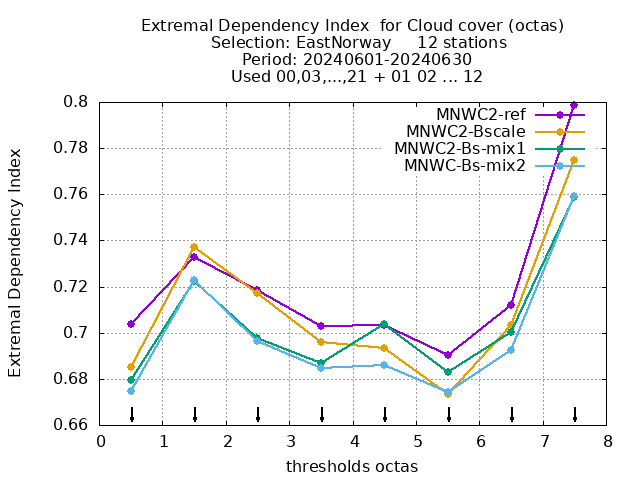 Extremal Dependency Index  for Cloud cover (octas)
Selection: EastNorway     12 stations
Period: 20240601-20240630
Used 00,03,...,21 + 01 02 ... 12
MNWC2-ref
MNWC2-Bscale
MNWC2-Bs-mix1
MNWC-Bs-mix2
Extremal Dependency Index
0.8
0.78
0.76
0.74
0.72
0.7
0.68
0.66
0 1 2 3 4 5 6 7 8
thresholds octas